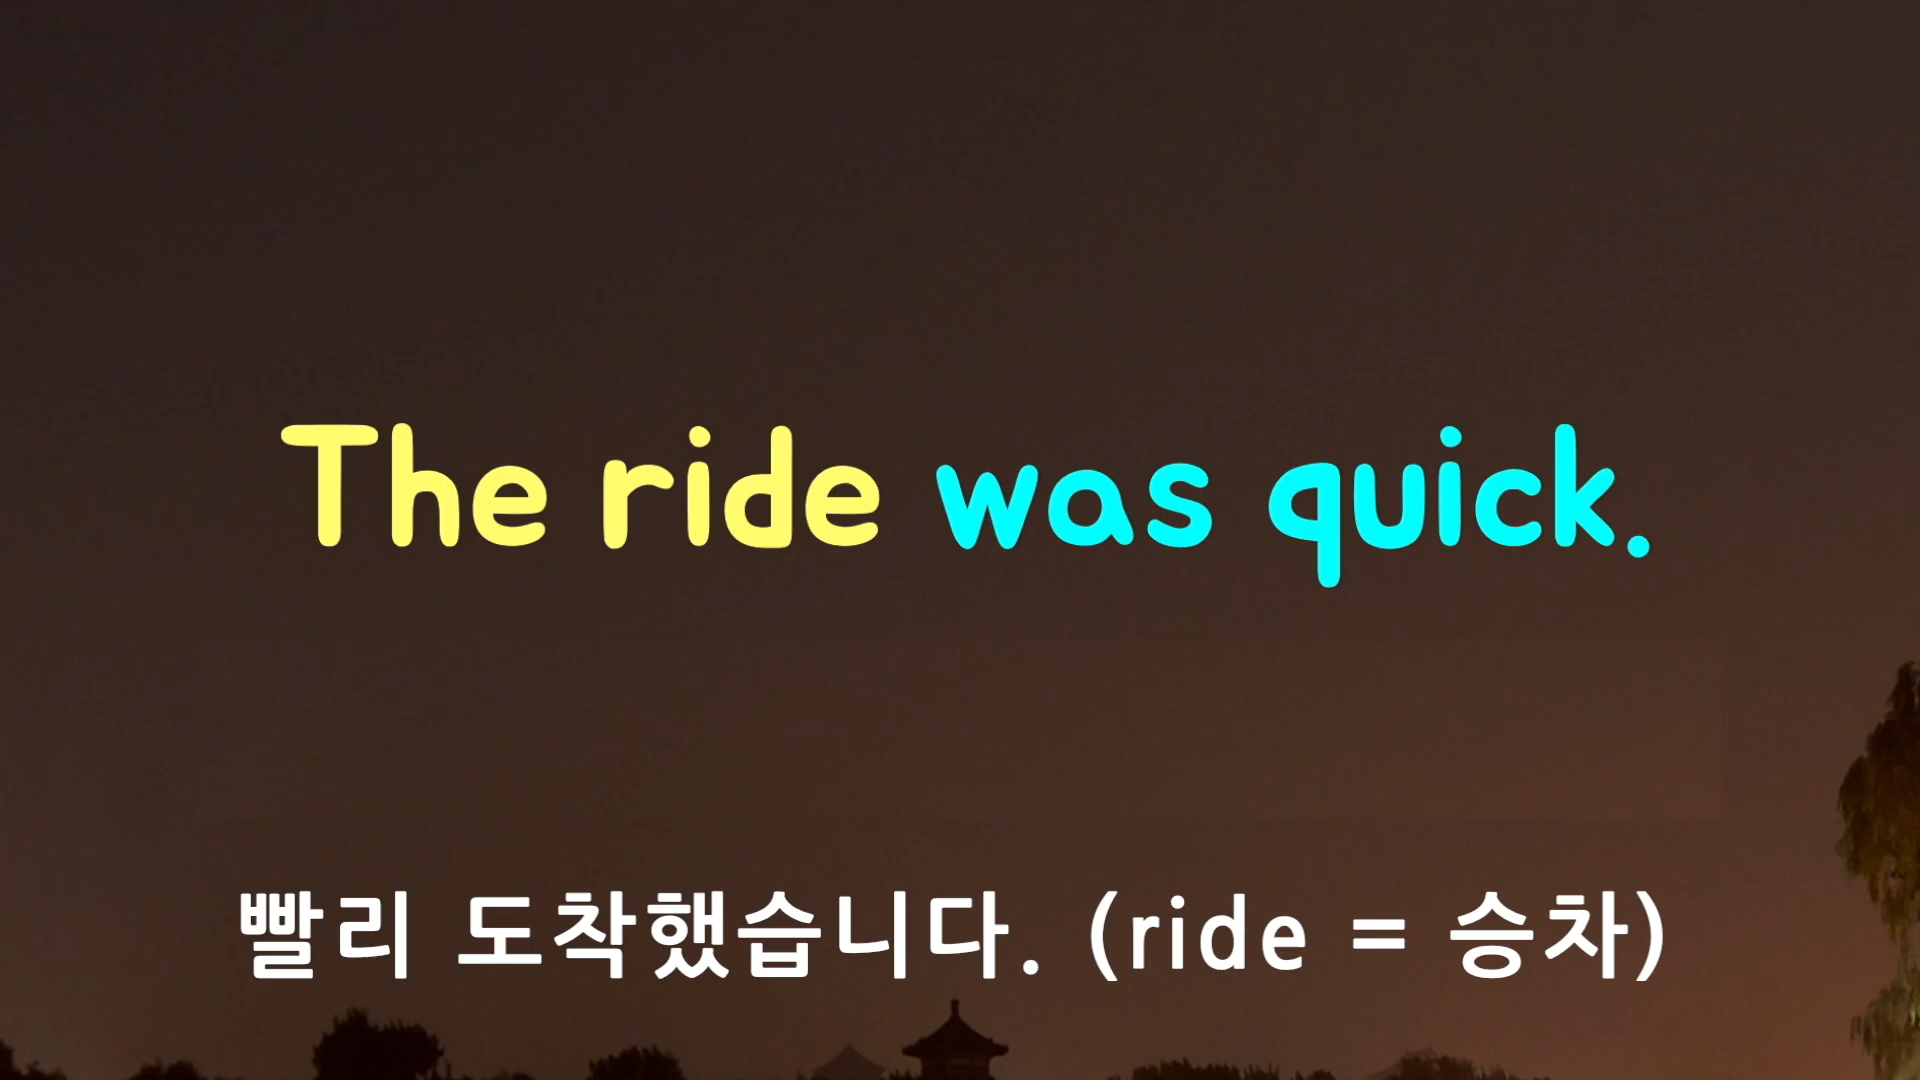 The ride was quick.
빨리 도착했습니다. (ride = 승차)